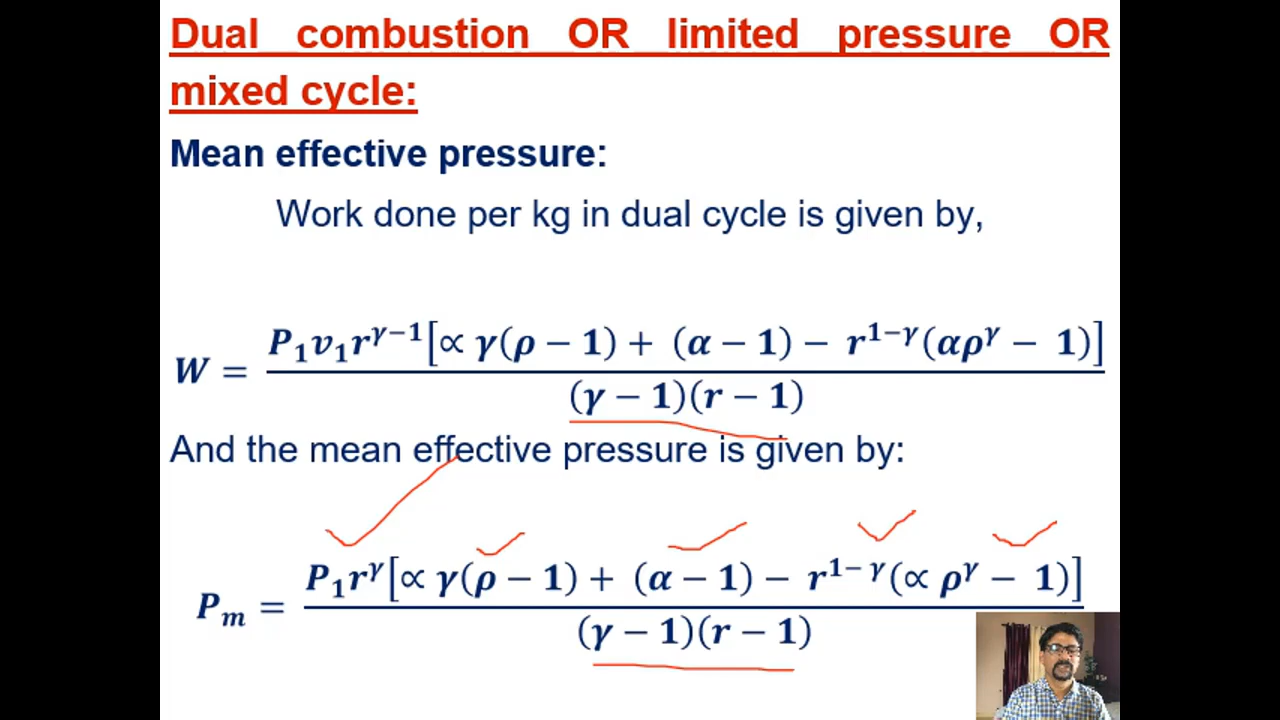 Dual combustion OR limited pressure OR
mixed cycle:
Mean effective pressure:
Work done per kg in dual cycle is given by,
W = P₁v₁r^(γ−1)[∝ γ(ρ − 1) + (α − 1) − r^(1−γ)(αρ^γ − 1)]
(γ − 1)(r − 1)
And the mean effective pressure is given by:
Pₘ = P₁r^γ[∝ γ(ρ − 1) + (α − 1) − r^(1−γ)(∝ ρ^γ − 1)]
(γ − 1)(r − 1)